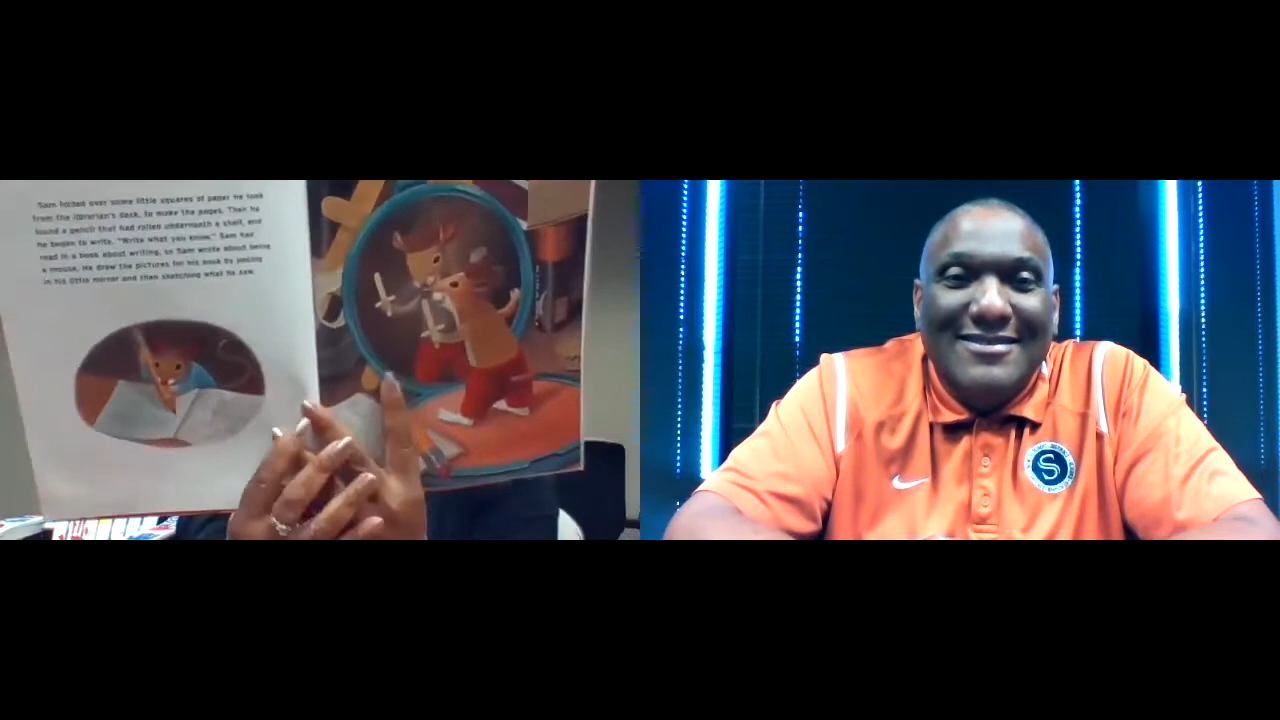 Sam folded over some little squares of paper he took
from the librarian's desk, to make the pages. Then he
found a pencil that had rolled underneath a shelf, and
he began to write. "Write what you know," Sam had
read in a book about writing, so Sam wrote about being
a mouse. He drew the pictures for his book by posing
in his little mirror and then sketching what he saw.
S